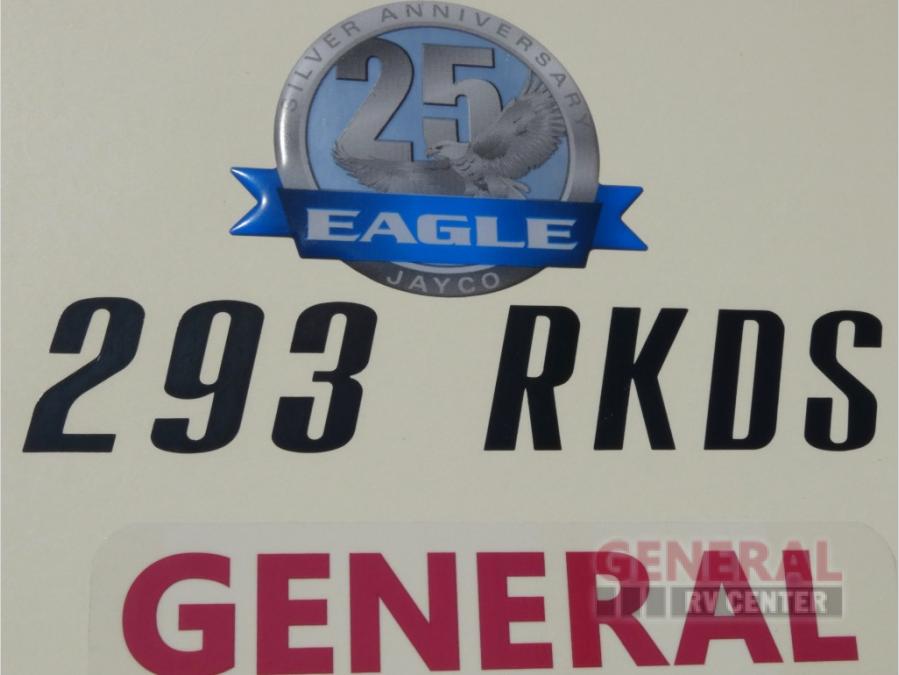 SILVER ANNIVERSARY
25
EAGLE
JAYCO
293 RKDS
GENERAL
GENERAL
RV CENTER